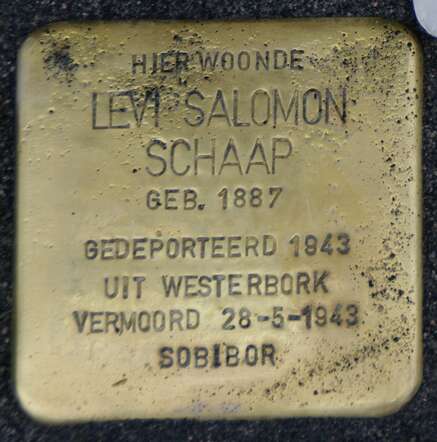 HIER WOONDE
LEVI SALOMON
SCHAAP
GEB. 1887
GEDEPORTEERD 1943
UIT WESTERBORK
VERMOORD 28-5-1943
SOBIBOR